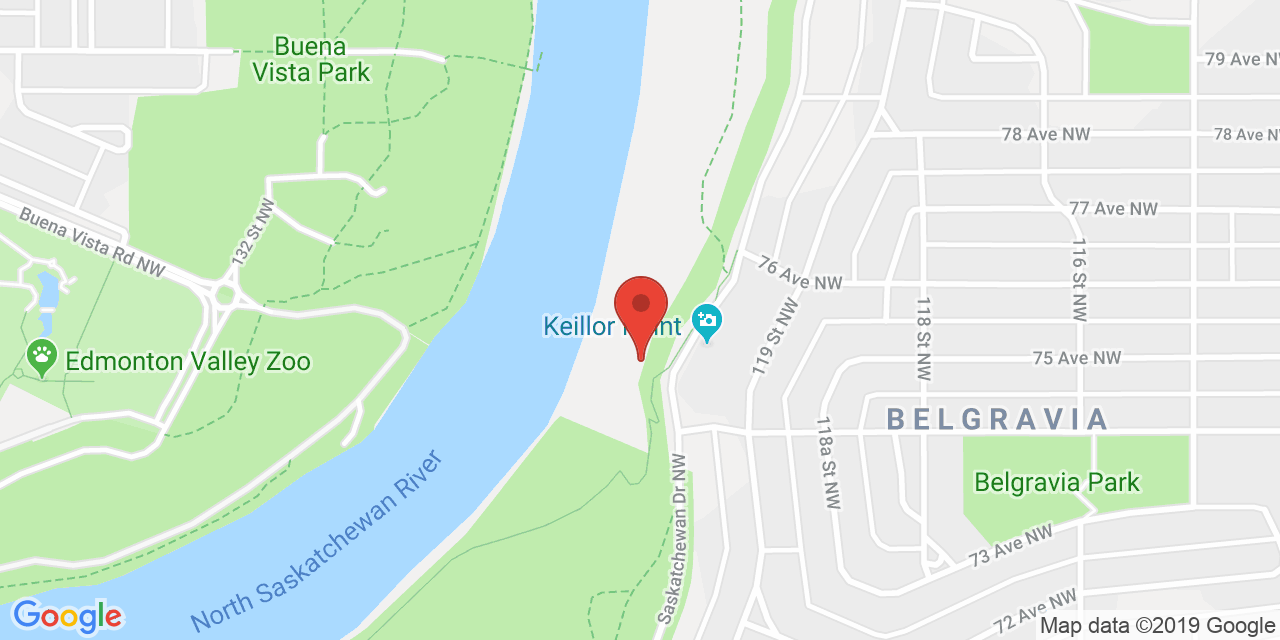 Buena
Vista Park
79 Ave NW
78 Ave NW
78 Ave NW
77 Ave NW
Buena Vista Rd NW
132 St NW
76 Ave NW
116 St NW
Keillor Point
119 St NW
118 St NW
75 Ave NW
Edmonton Valley Zoo
BELGRAVIA
118a St NW
Belgravia Park
North Saskatchewan River
Saskatchewan Dr NW
73 Ave NW
72 Ave NW
Google
Map data ©2019 Google